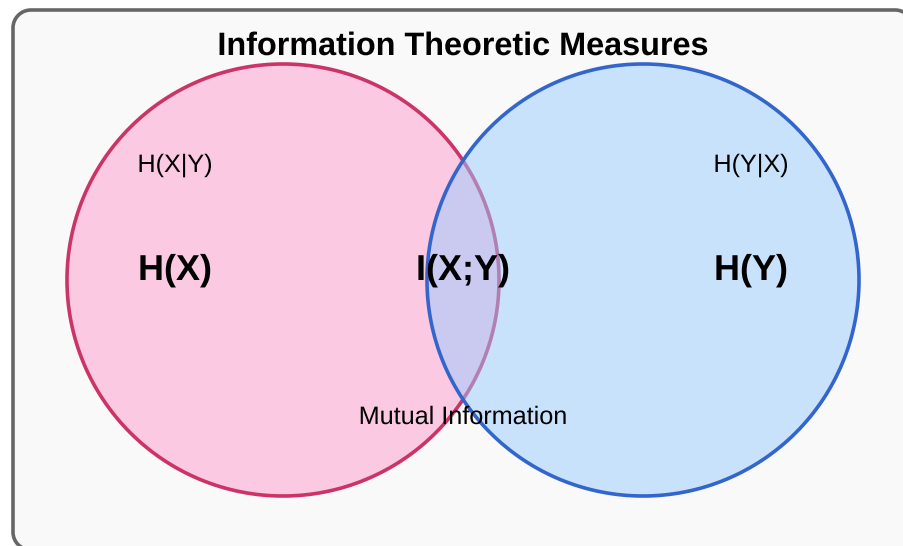 Information Theoretic Measures
H(X|Y)
H(Y|X)
H(X)
I(X;Y)
H(Y)
Mutual Information